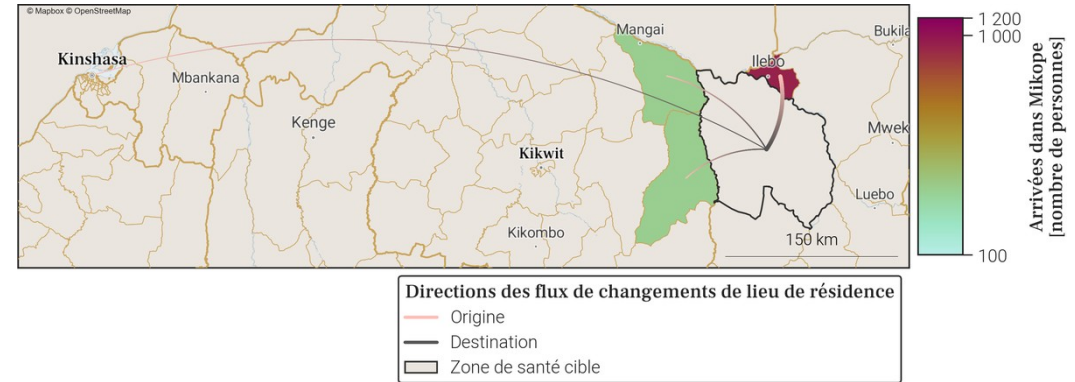 © Mapbox © OpenStreetMap
Mangai
Bukila
Kinshasa
Ilebo
Mbankana
Kenge
Mwek
Kikwit
Luebo
Kikombo
150 km
1 200
1 000
100
Arrivées dans Mikope
[nombre de personnes]
Directions des flux de changements de lieu de résidence
Origine
Destination
Zone de santé cible